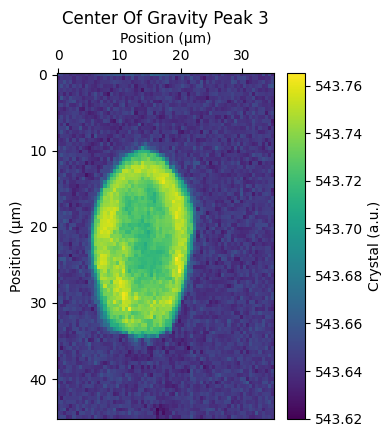 Center Of Gravity Peak 3
Position (μm)
0 10 20 30
0
10
20
30
40
Position (μm)
543.76
543.74
543.72
543.70
543.68
543.66
543.64
543.62
Crystal (a.u.)